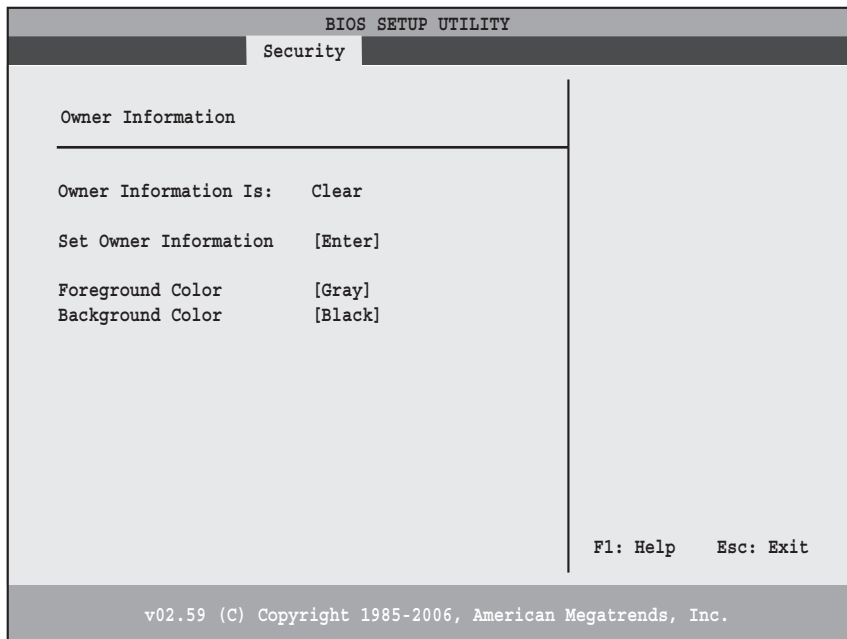 BIOS SETUP UTILITY
Security
Owner Information
Owner Information Is: Clear
Set Owner Information [Enter]
Foreground Color [Gray]
Background Color [Black]
F1: Help Esc: Exit
v02.59 (C) Copyright 1985-2006, American Megatrends, Inc.